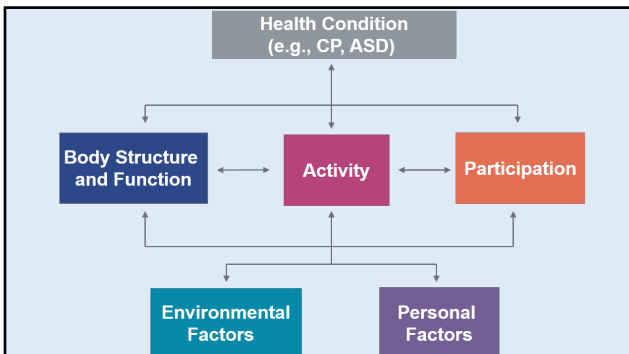 Health Condition
(e.g., CP, ASD)
Body Structure
and Function
Activity
Participation
Environmental
Factors
Personal
Factors